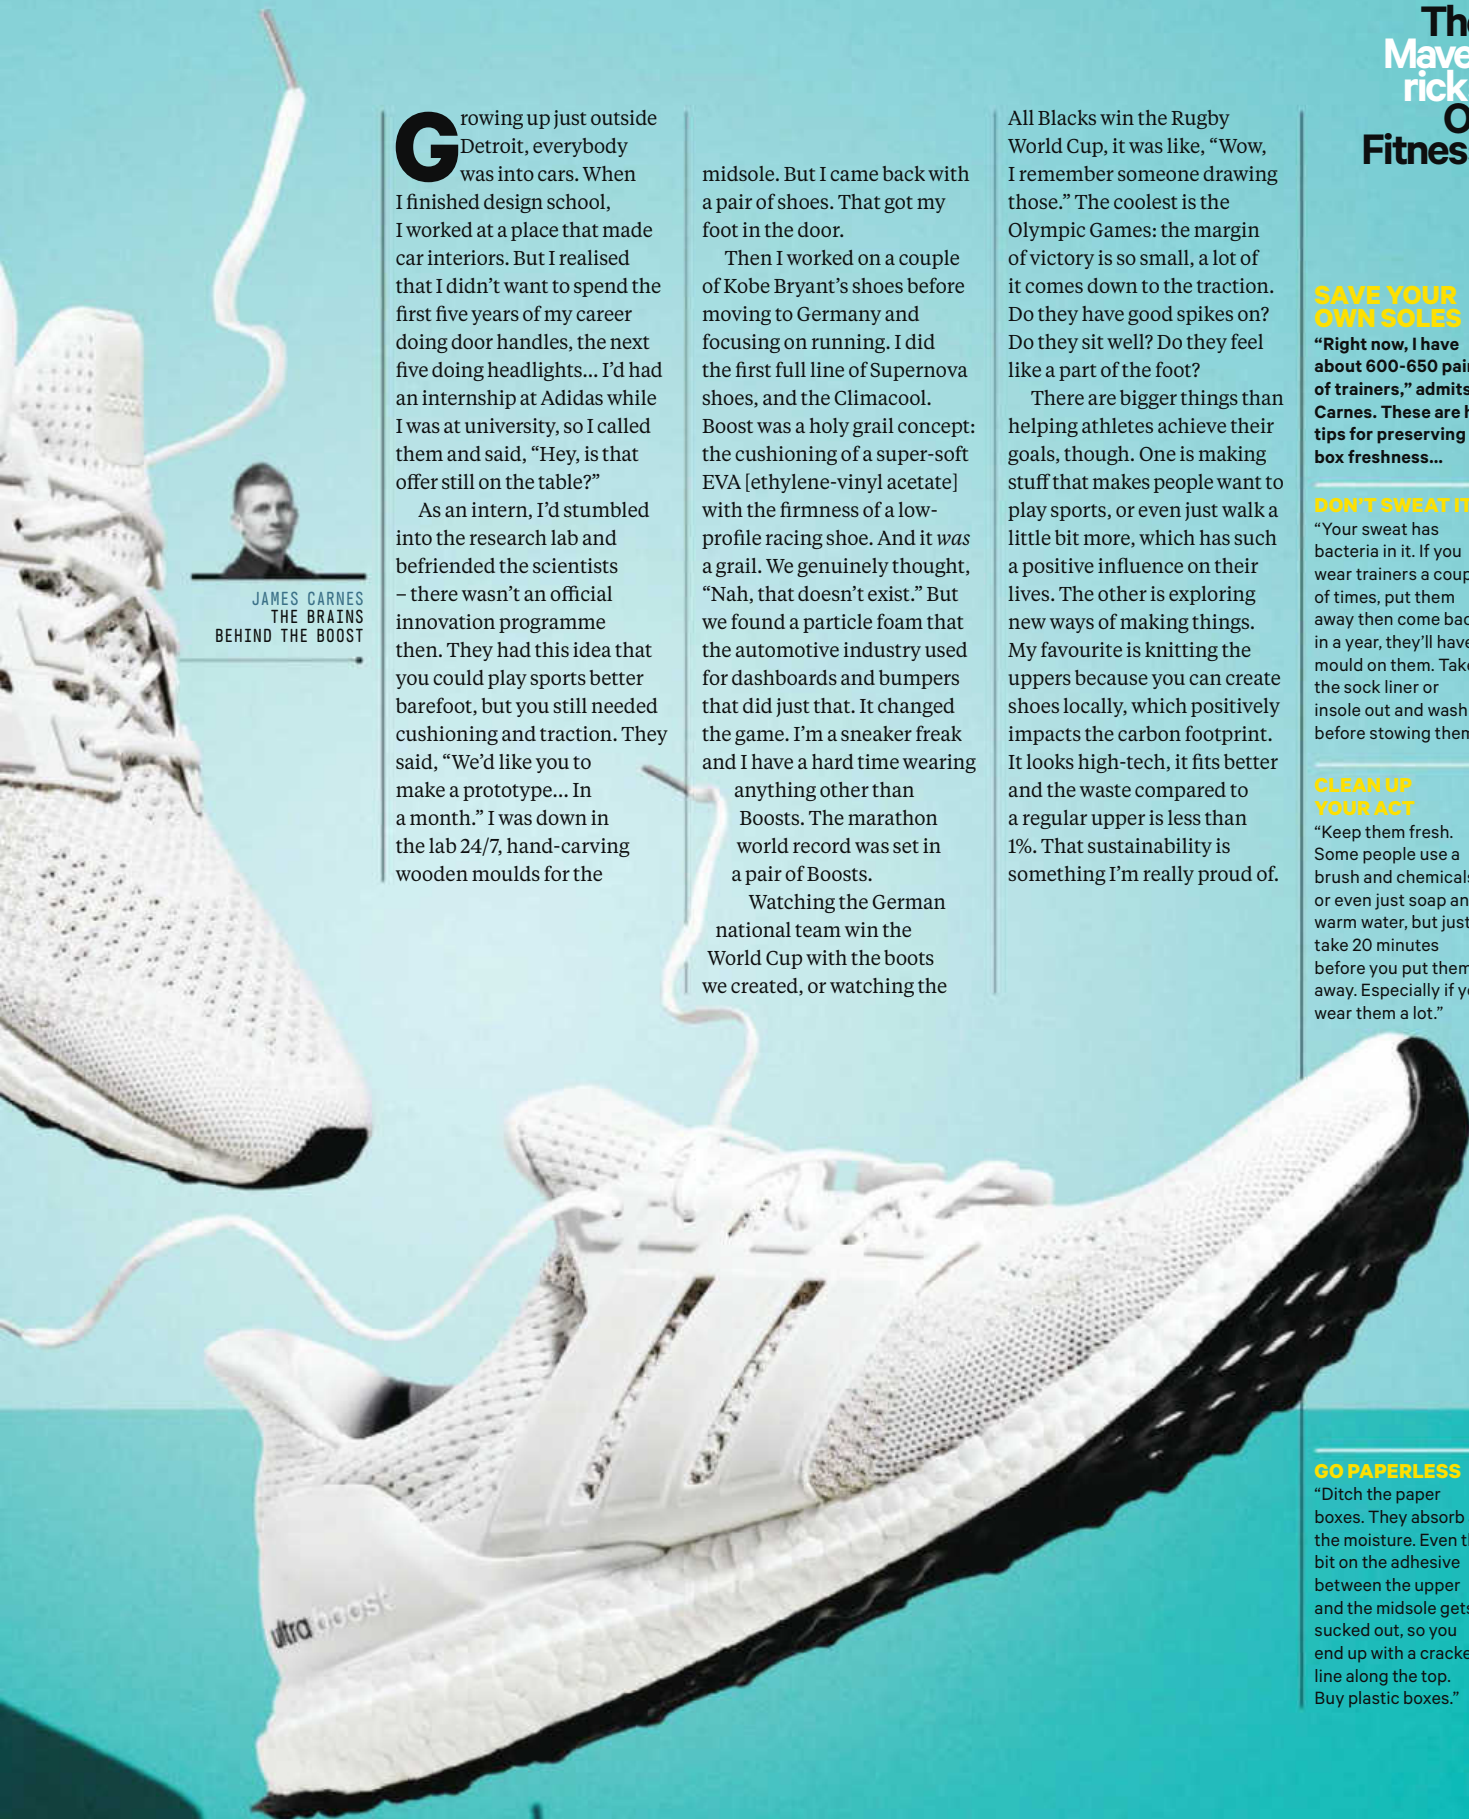 The
Mave
rick
O
Fitnes
Growing up just outside
Detroit, everybody
was into cars. When
I finished design school,
I worked at a place that made
car interiors. But I realised
that I didn’t want to spend the
first five years of my career
doing door handles, the next
five doing headlights... I’d had
an internship at Adidas while
I was at university, so I called
them and said, “Hey, is that
offer still on the table?”
As an intern, I’d stumbled
into the research lab and
befriended the scientists
– there wasn’t an official
innovation programme
then. They had this idea that
you could play sports better
barefoot, but you still needed
cushioning and traction. They
said, “We’d like you to
make a prototype... In
a month.” I was down in
the lab 24/7, hand-carving
wooden moulds for the
midsole. But I came back with
a pair of shoes. That got my
foot in the door.
Then I worked on a couple
of Kobe Bryant’s shoes before
moving to Germany and
focusing on running. I did
the first full line of Supernova
shoes, and the Climacool.
Boost was a holy grail concept:
the cushioning of a super-soft
EVA [ethylene-vinyl acetate]
with the firmness of a low-
profile racing shoe. And it was
a grail. We genuinely thought,
“Nah, that doesn’t exist.” But
we found a particle foam that
the automotive industry used
for dashboards and bumpers
that did just that. It changed
the game. I’m a sneaker freak
and I have a hard time wearing
anything other than
Boosts. The marathon
world record was set in
a pair of Boosts.
Watching the German
national team win the
World Cup with the boots
we created, or watching the
All Blacks win the Rugby
World Cup, it was like, “Wow,
I remember someone drawing
those.” The coolest is the
Olympic Games: the margin
of victory is so small, a lot of
it comes down to the traction.
Do they have good spikes on?
Do they sit well? Do they feel
like a part of the foot?
There are bigger things than
helping athletes achieve their
goals, though. One is making
stuff that makes people want to
play sports, or even just walk a
little bit more, which has such
a positive influence on their
lives. The other is exploring
new ways of making things.
My favourite is knitting the
uppers because you can create
shoes locally, which positively
impacts the carbon footprint.
It looks high-tech, it fits better
and the waste compared to
a regular upper is less than
1%. That sustainability is
something I’m really proud of.
JAMES CARNES
THE BRAINS
BEHIND THE BOOST
SAVE YOUR
OWN SOLES
“Right now, I have
about 600-650 pair
of trainers,” admits
Carnes. These are h
tips for preserving
box freshness...
DON’T SWEAT IT
“Your sweat has
bacteria in it. If you
wear trainers a coup
of times, put them
away then come bac
in a year, they’ll have
mould on them. Take
the sock liner or
insole out and wash
before stowing them
CLEAN UP
YOUR ACT
“Keep them fresh.
Some people use a
brush and chemicals
or even just soap an
warm water, but just
take 20 minutes
before you put them
away. Especially if yo
wear them a lot.”
GO PAPERLESS
“Ditch the paper
boxes. They absorb
the moisture. Even th
bit on the adhesive
between the upper
and the midsole gets
sucked out, so you
end up with a cracke
line along the top.
Buy plastic boxes.”
ultraboost